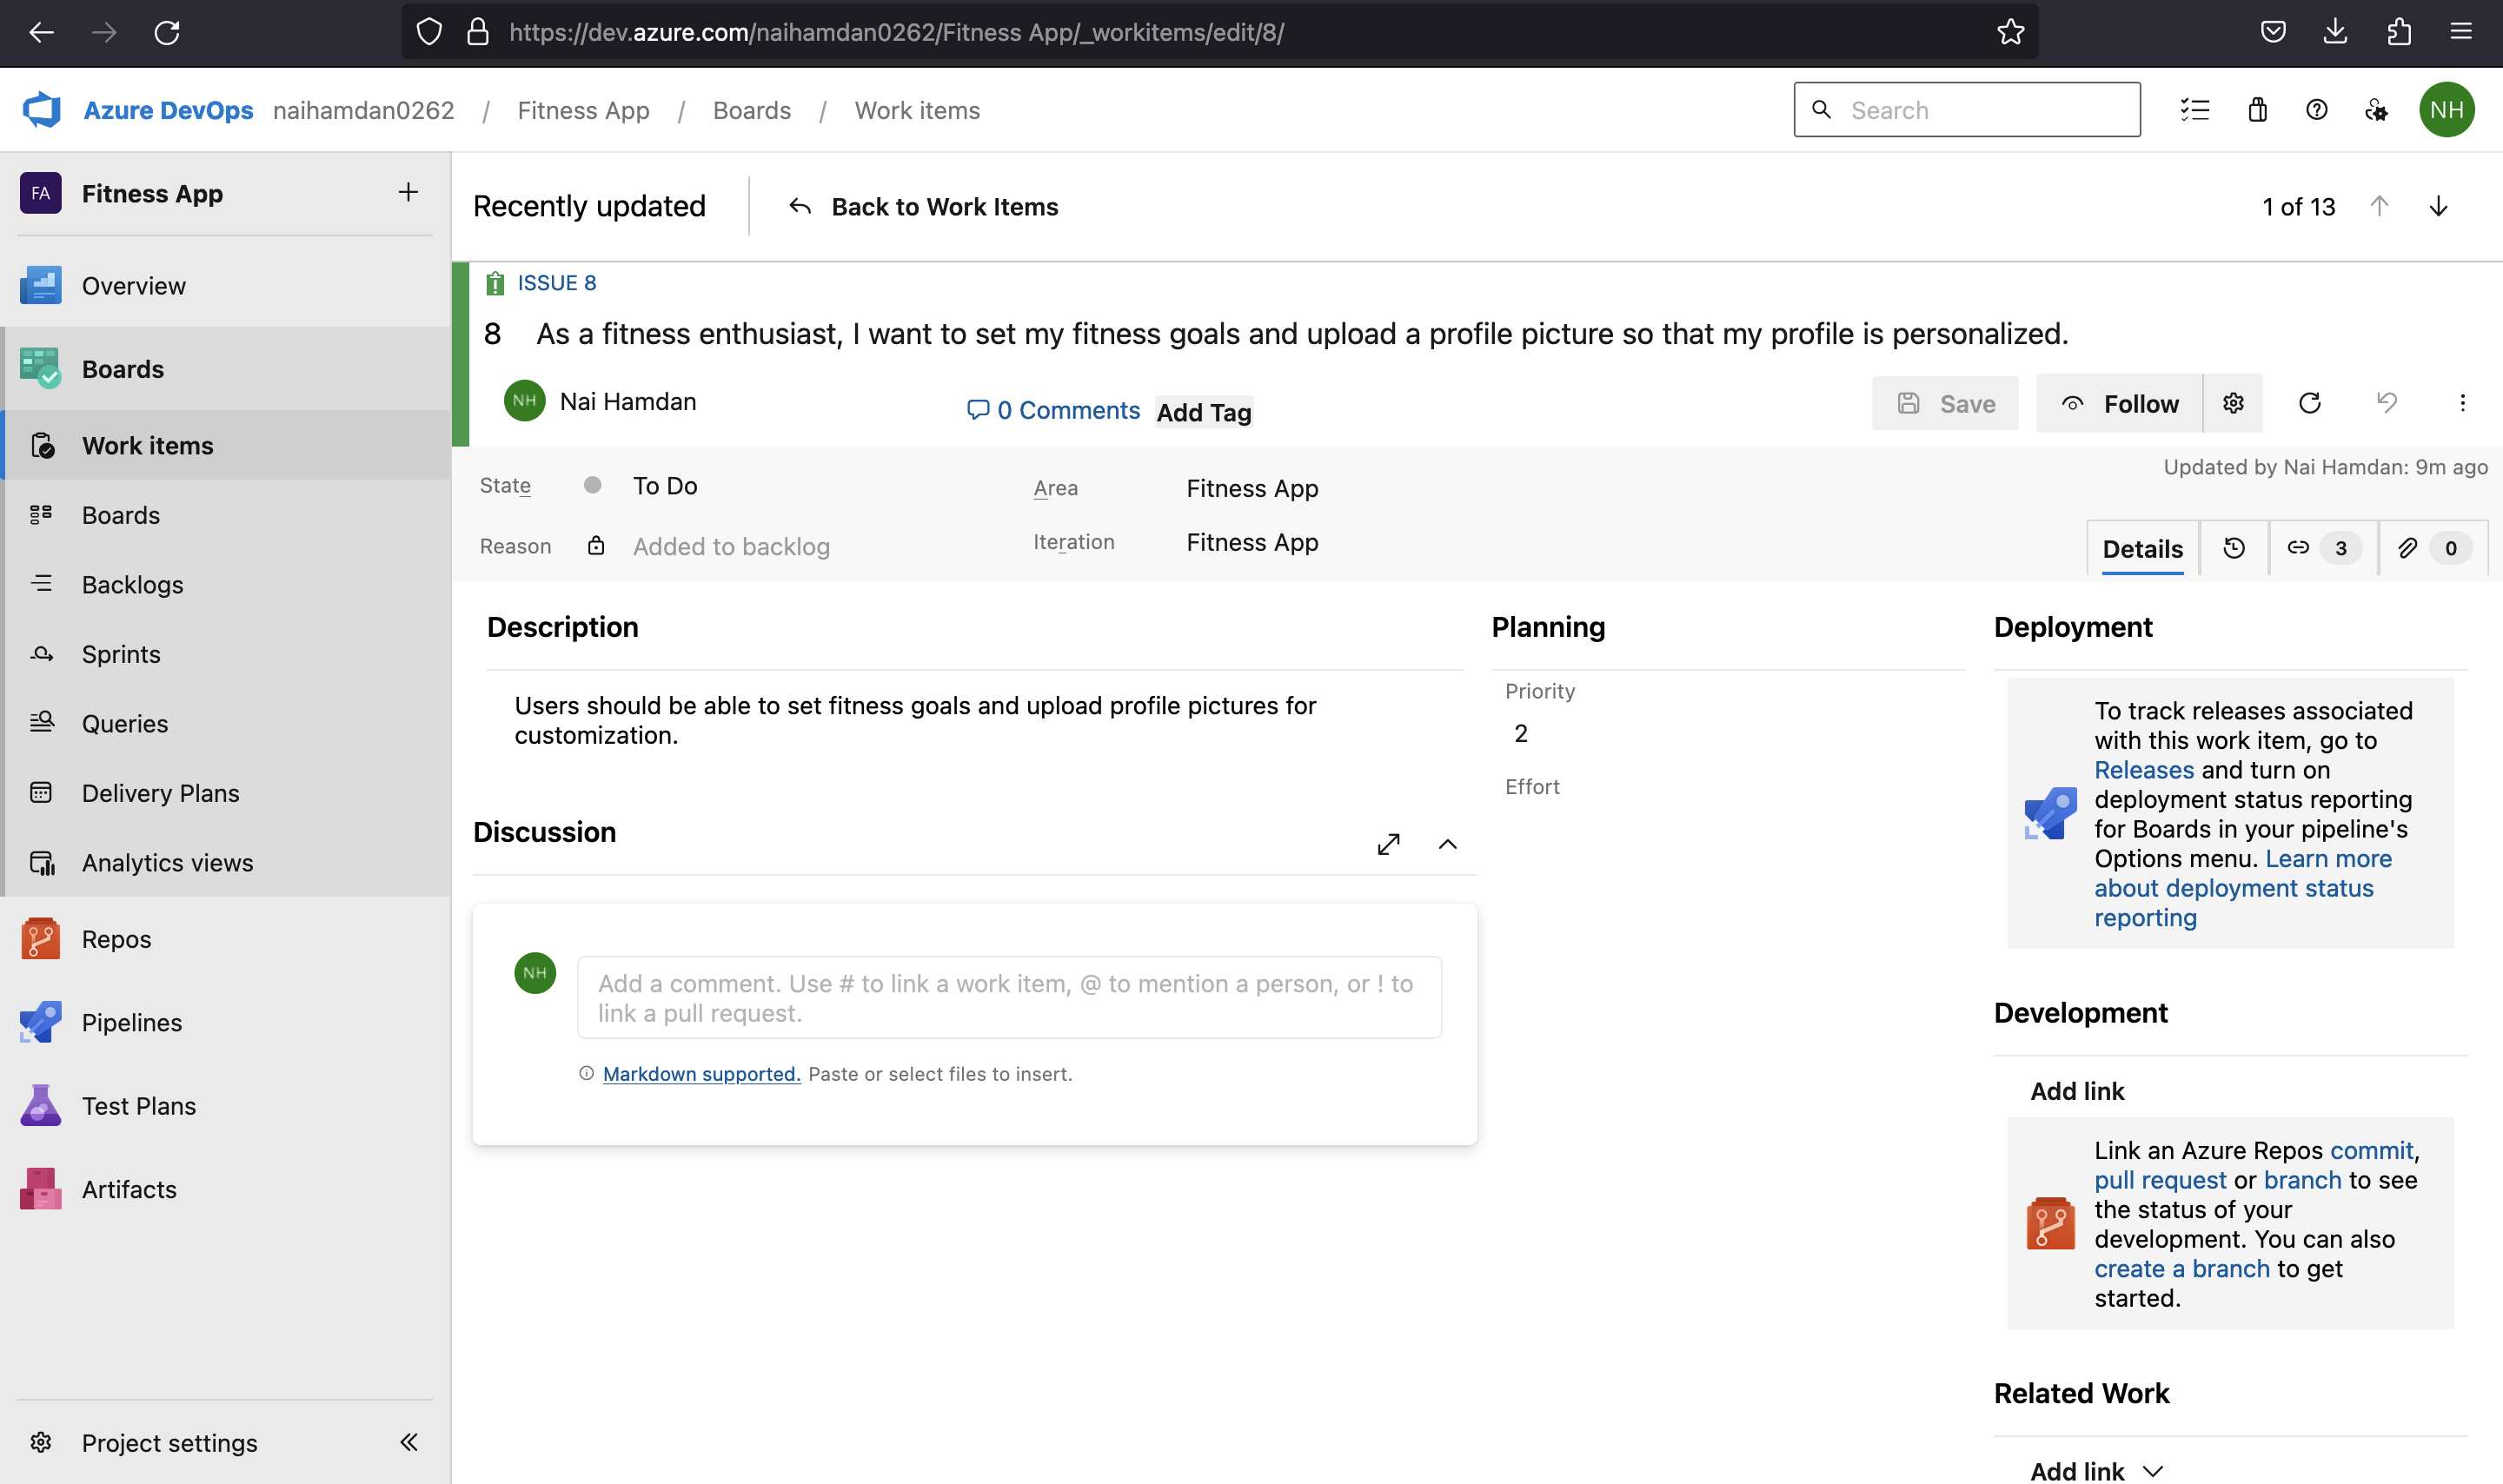 https://dev.azure.com/naihamdan0262/Fitness App/_workitems/edit/8/
Azure DevOps naihamdan0262 / Fitness App / Boards / Work items
Search
NH
FA Fitness App
Overview
Boards
Work items
Boards
Backlogs
Sprints
Queries
Delivery Plans
Analytics views
Repos
Pipelines
Test Plans
Artifacts
Project settings
Recently updated
Back to Work Items
1 of 13
ISSUE 8
8 As a fitness enthusiast, I want to set my fitness goals and upload a profile picture so that my profile is personalized.
NH Nai Hamdan
0 Comments
Add Tag
Save
Follow
State To Do
Area Fitness App
Updated by Nai Hamdan: 9m ago
Reason Added to backlog
Iteration Fitness App
Details
3
0
Description
Users should be able to set fitness goals and upload profile pictures for
customization.
Discussion
NH
Add a comment. Use # to link a work item, @ to mention a person, or ! to
link a pull request.
Markdown supported. Paste or select files to insert.
Planning
Priority
2
Effort
Deployment
To track releases associated
with this work item, go to
Releases and turn on
deployment status reporting
for Boards in your pipeline's
Options menu. Learn more
about deployment status
reporting
Development
Add link
Link an Azure Repos commit,
pull request or branch to see
the status of your
development. You can also
create a branch to get
started.
Related Work
Add link